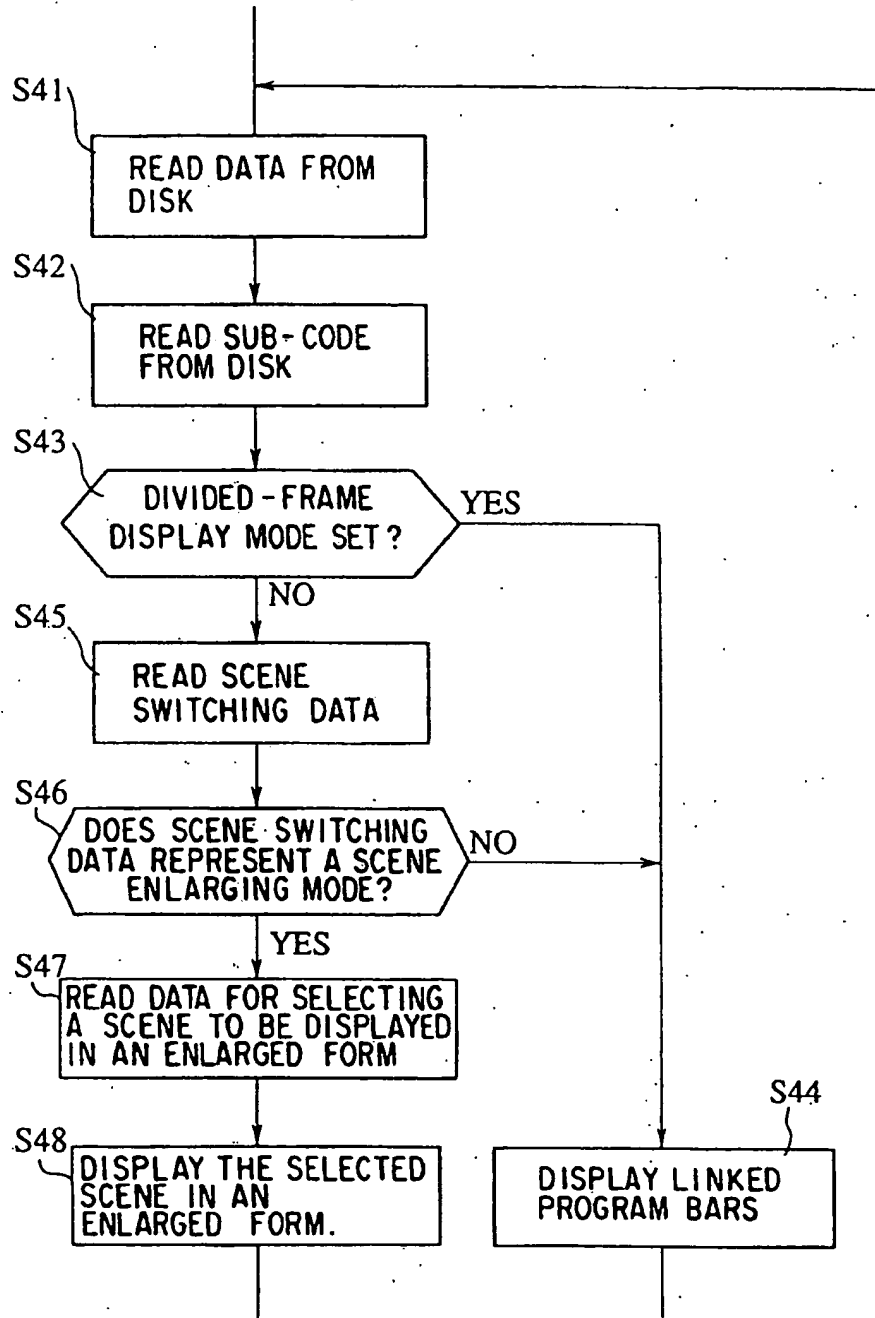 S41
READ DATA FROM
DISK
S42
READ SUB-CODE
FROM DISK
S43
DIVIDED-FRAME
DISPLAY MODE SET?
YES
NO
S45
READ SCENE
SWITCHING DATA
S46
DOES SCENE SWITCHING
DATA REPRESENT A SCENE
ENLARGING MODE?
NO
YES
S47
READ DATA FOR SELECTING
A SCENE TO BE DISPLAYED
IN AN ENLARGED FORM
S48
DISPLAY THE SELECTED
SCENE IN AN
ENLARGED FORM.
S44
DISPLAY LINKED
PROGRAM BARS